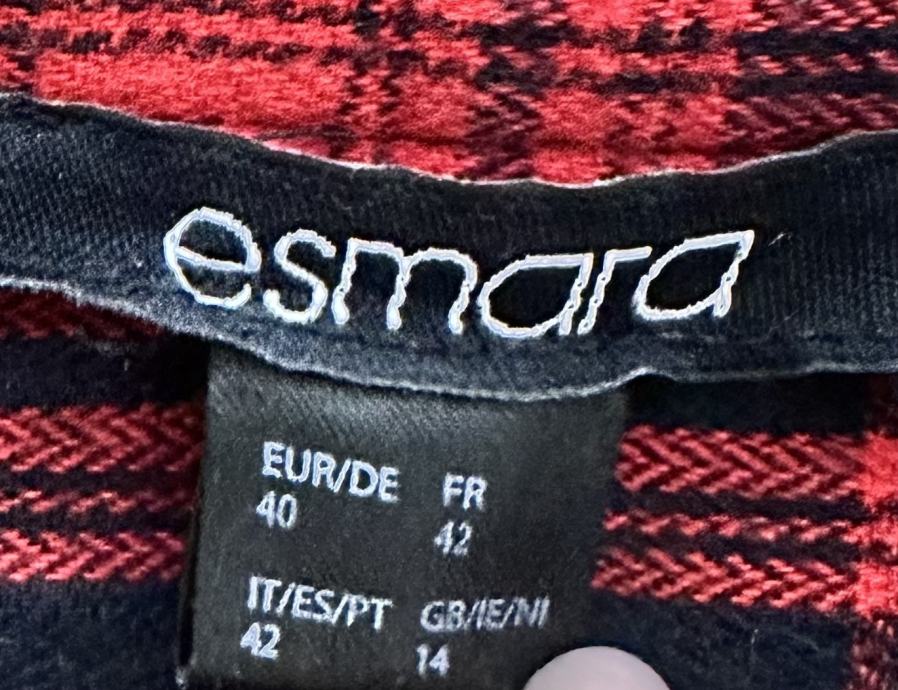 esmara
EUR/DE FR
40 42
IT/ES/PT GB/IE/NI
42 14